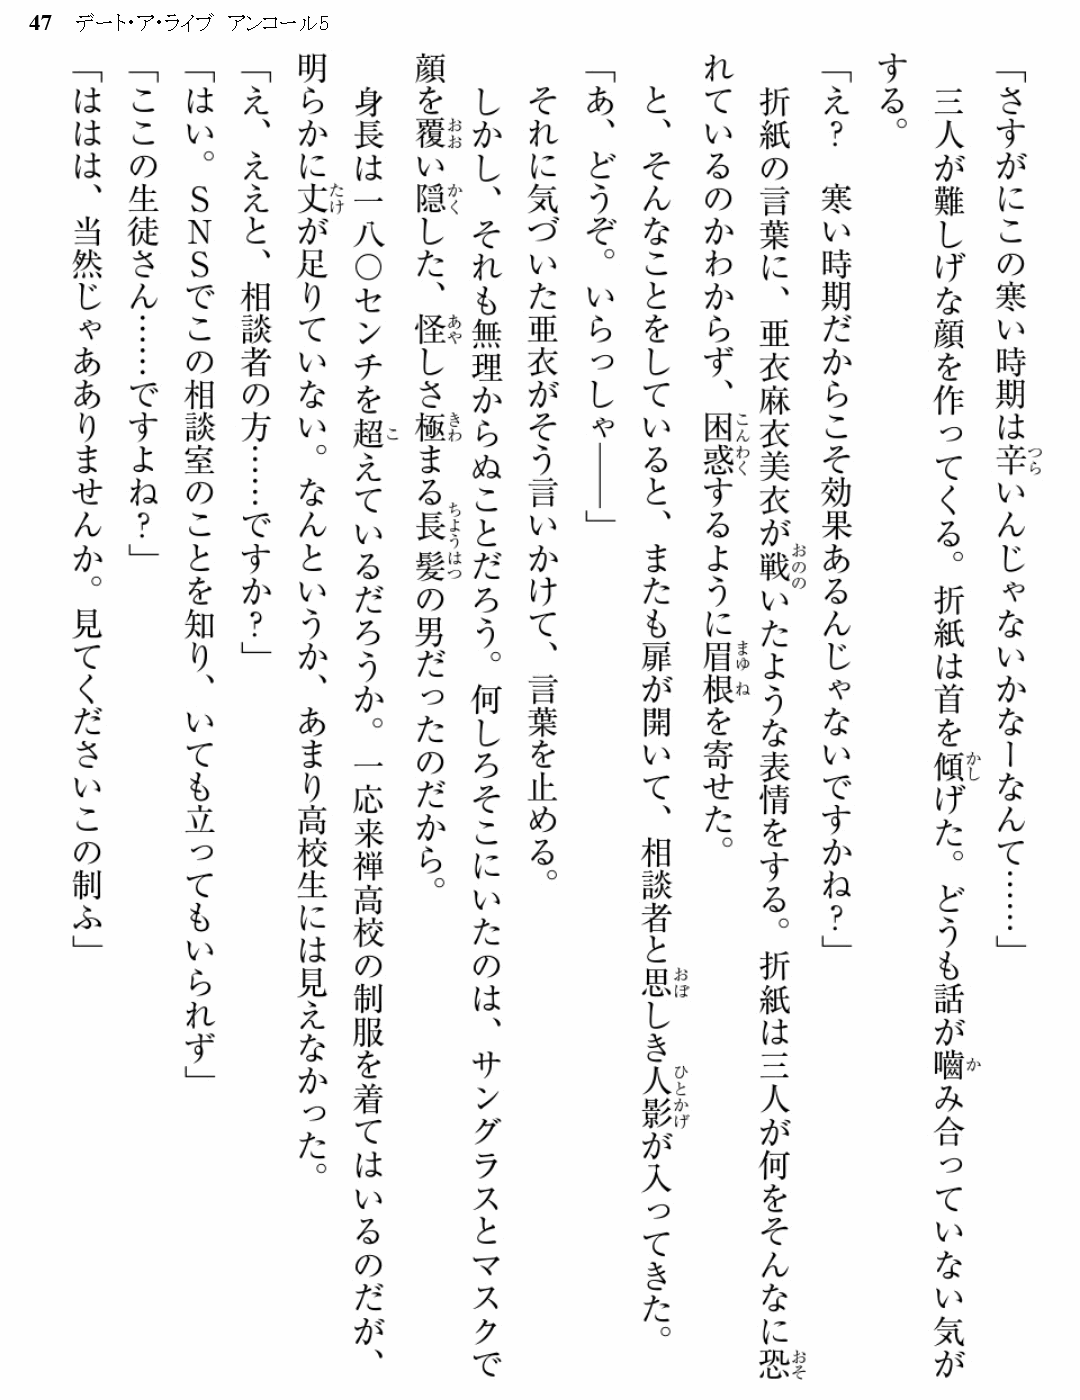 47 デート・ア・ライブ アンコール5
「さすがにこの寒い時期は辛いんじゃないかなーなんて……」
三人が難しげな顔を作ってくる。折紙は首を傾げた。どうも話が嚙み合っていない気が
する。
「え？　寒い時期だからこそ効果あるんじゃないですかね？」
折紙の言葉に、亜衣麻衣美衣が戦いたような表情をする。折紙は三人が何をそんなに恐
れているのかわからず、困惑するように眉根を寄せた。
と、そんなことをしていると、またも扉が開いて、相談者と思しき人影が入ってきた。
「あ、どうぞ。いらっしゃ――」
それに気づいた亜衣がそう言いかけて、言葉を止める。
しかし、それも無理からぬことだろう。何しろそこにいたのは、サングラスとマスクで
顔を覆い隠した、怪しさ極まる長髪の男だったのだから。
身長は一八〇センチを超えているだろうか。一応来禅高校の制服を着てはいるのだが、
明らかに丈が足りていない。なんというか、あまり高校生には見えなかった。
「え、ええと、相談者の方……ですか？」
「はい。ＳＮＳでこの相談室のことを知り、いても立ってもいられず」
「ここの生徒さん……ですよね？」
「ははは、当然じゃあありませんか。見てくださいこの制ふ」